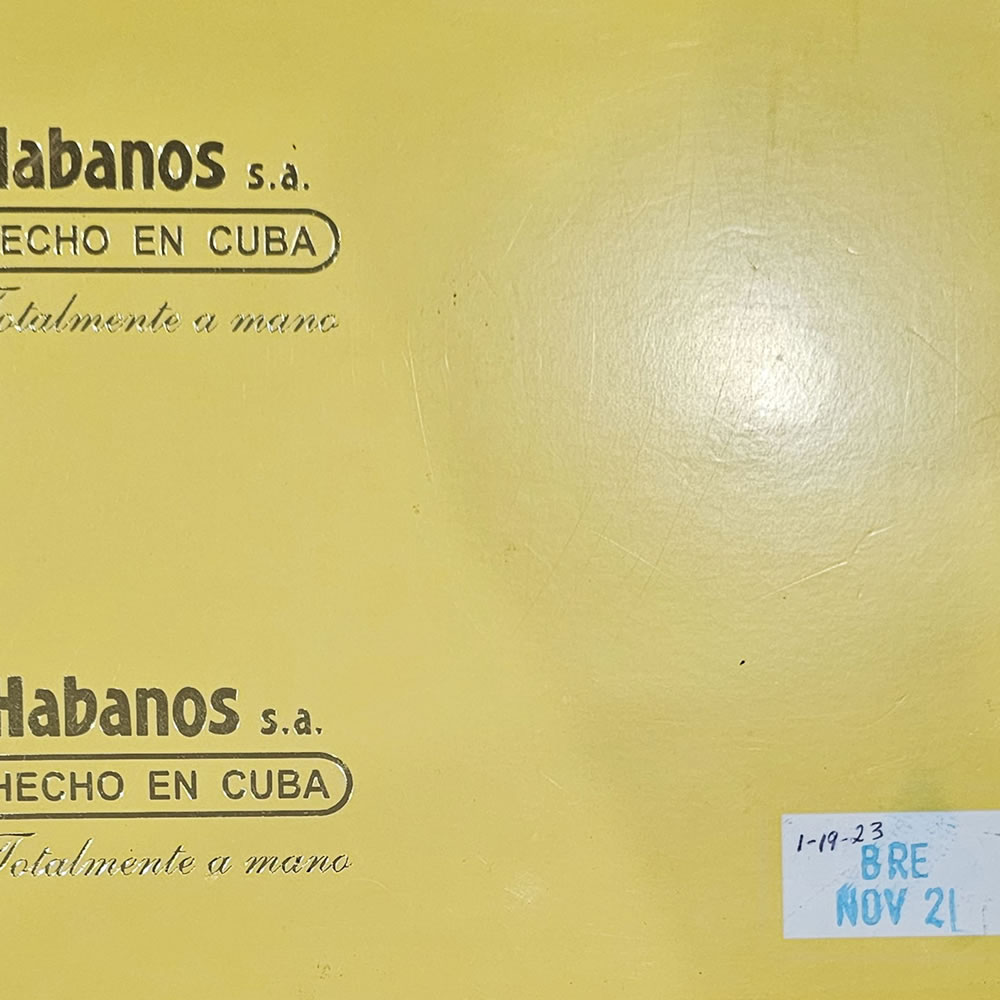 Habanos s.a.
HECHO EN CUBA
Totalmente a mano
Habanos s.a.
HECHO EN CUBA
Totalmente a mano
1-19-23
BRE
NOV 21